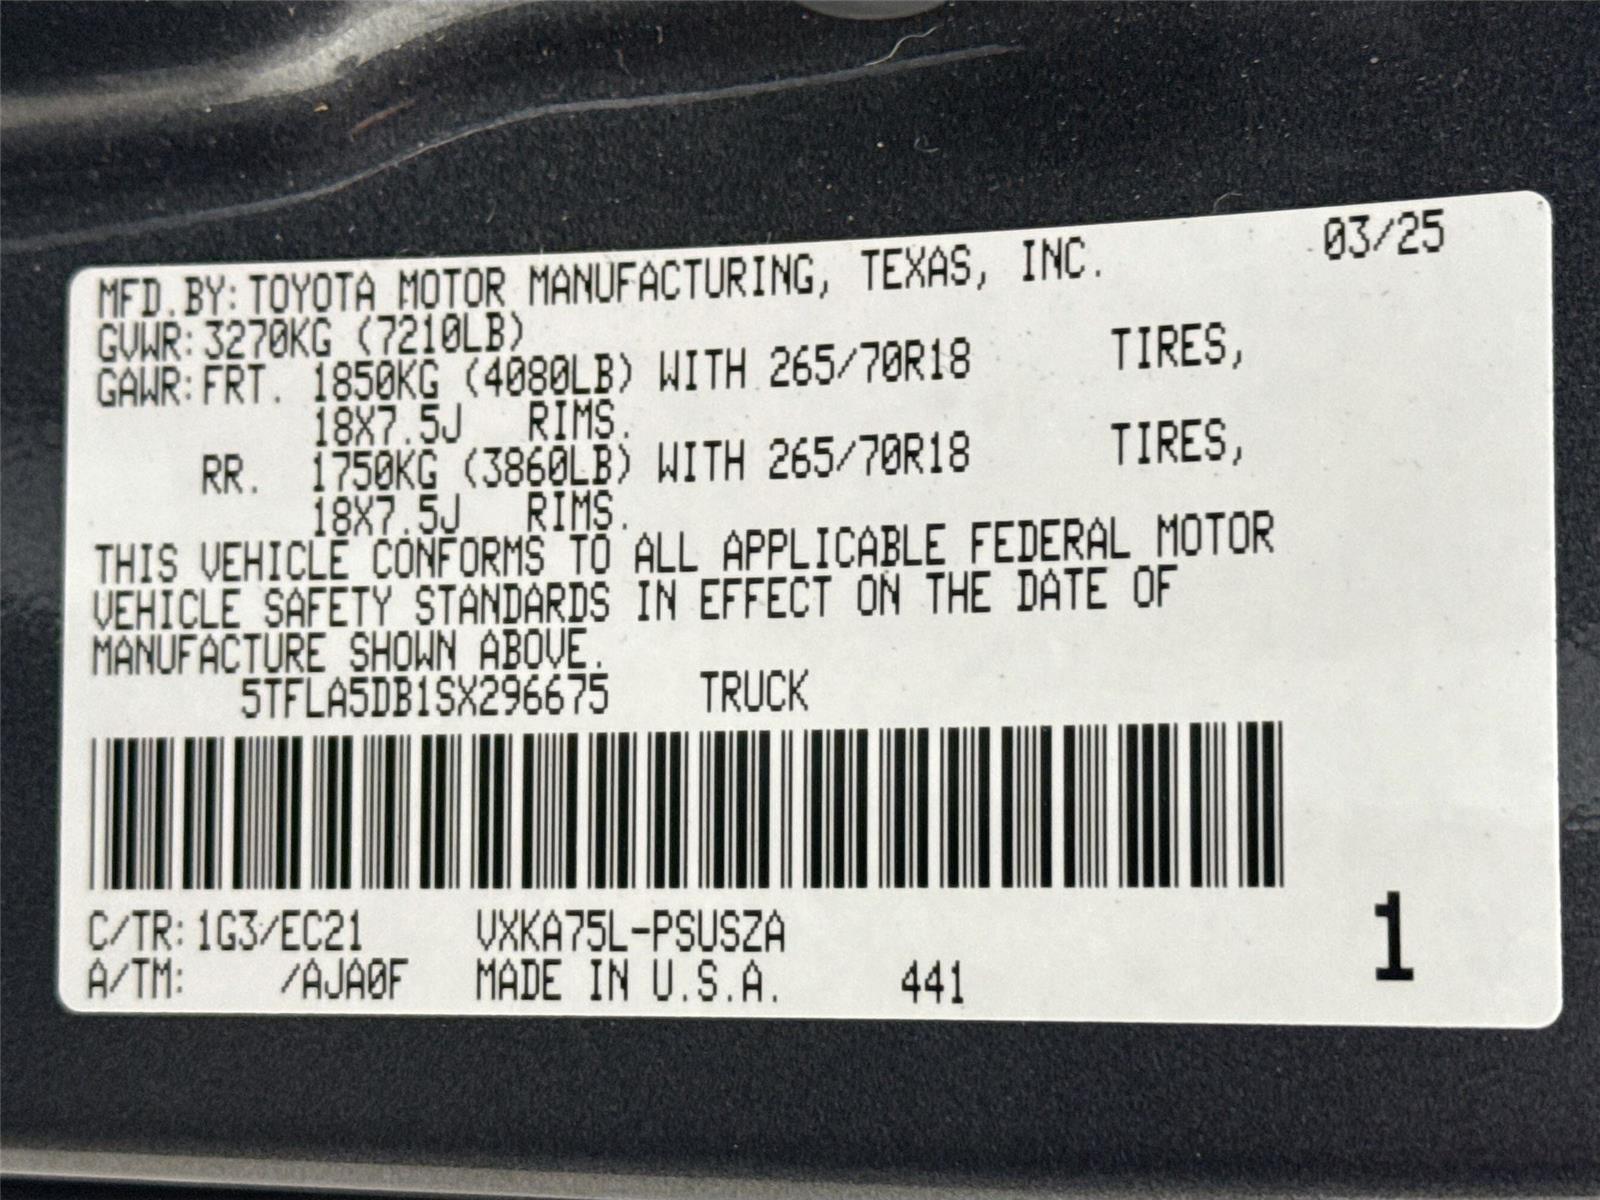 03/25
MFD.BY:TOYOTA MOTOR MANUFACTURING, TEXAS, INC.
GVWR:3270KG (7210LB)
GAWR:FRT. 1850KG (4080LB) WITH 265/70R18 TIRES,
18X7.5J RIMS.
RR. 1750KG (3860LB) WITH 265/70R18 TIRES,
18X7.5J RIMS.
THIS VEHICLE CONFORMS TO ALL APPLICABLE FEDERAL MOTOR
VEHICLE SAFETY STANDARDS IN EFFECT ON THE DATE OF
MANUFACTURE SHOWN ABOVE.
5TFLA5DB1SX296675 TRUCK
C/TR:1G3/EC21 VXKA75L-PSUSZA
A/TM: /AJA0F MADE IN U.S.A. 441
1